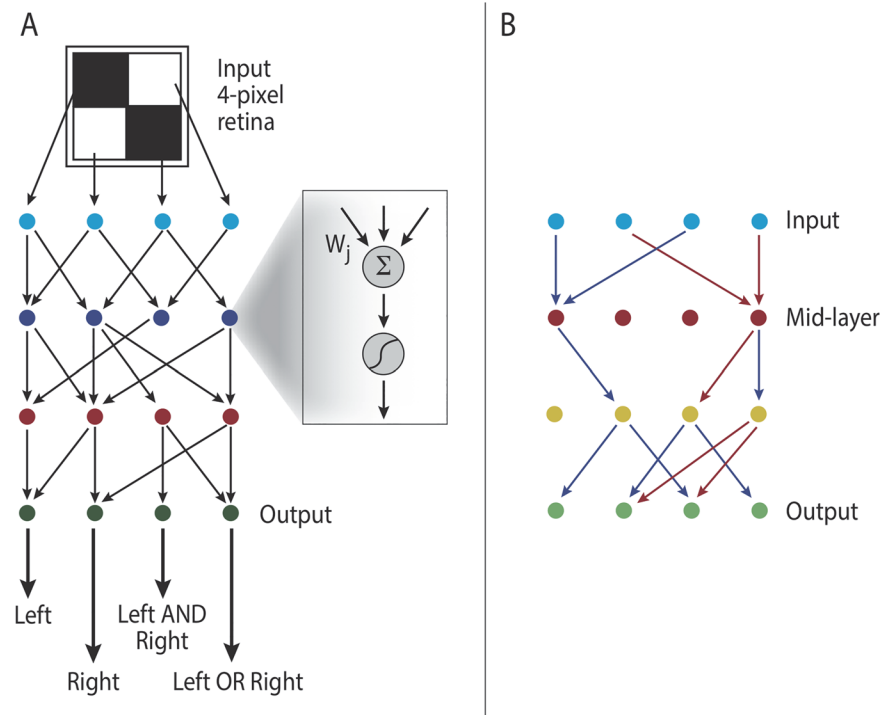 A
Input
4-pixel
retina
Wj
Σ
Output
Left
Left AND
Right
Right
Left OR Right
B
Input
Mid-layer
Output